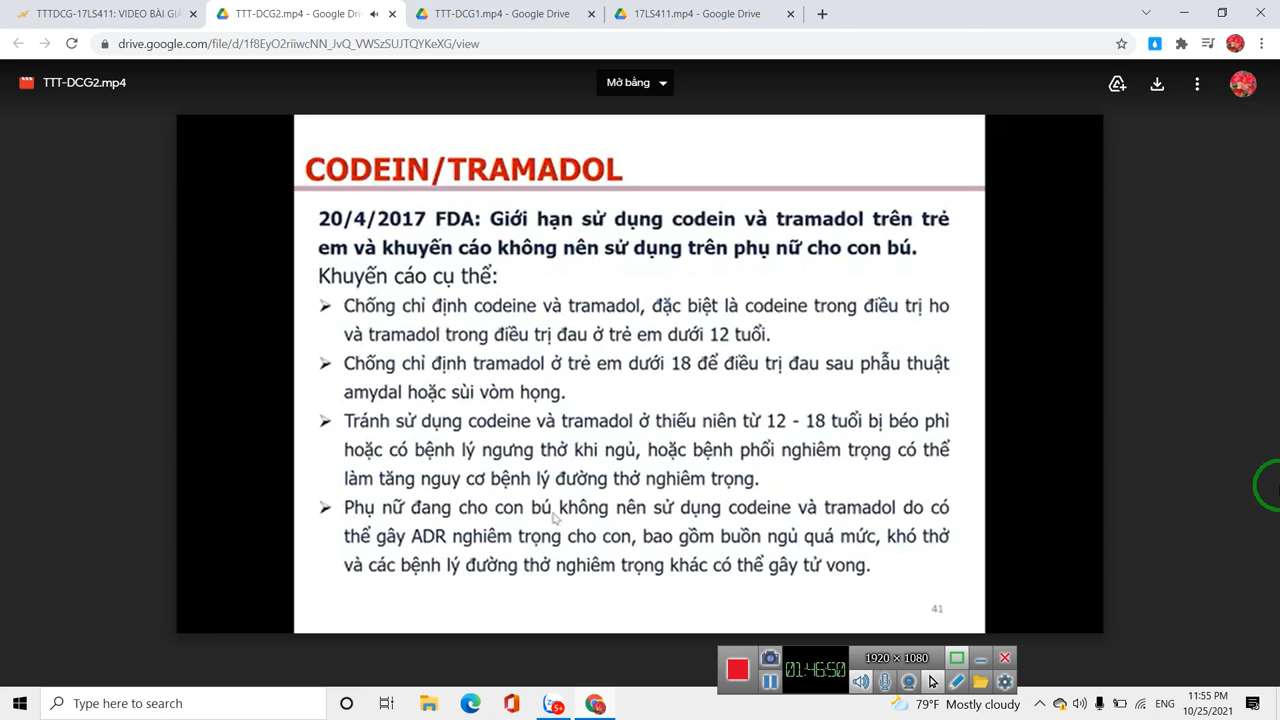 TTTDCG-17LS411: VIDEO BÀI GIẢ
TTT-DCG2.mp4 - Google Drive
TTT-DCG1.mp4 - Google Drive
17LS411.mp4 - Google Drive
drive.google.com/file/d/1f8EyO2riiwcNN_JvQ_VWSzSUJTQYKeXG/view
TTT-DCG2.mp4
Mở bằng
CODEIN/TRAMADOL
20/4/2017 FDA: Giới hạn sử dụng codein và tramadol trên trẻ
em và khuyến cáo không nên sử dụng trên phụ nữ cho con bú.
Khuyến cáo cụ thể:
➢ Chống chỉ định codeine và tramadol, đặc biệt là codeine trong điều trị ho
và tramadol trong điều trị đau ở trẻ em dưới 12 tuổi.
➢ Chống chỉ định tramadol ở trẻ em dưới 18 để điều trị đau sau phẫu thuật
amydal hoặc sùi vòm họng.
➢ Tránh sử dụng codeine và tramadol ở thiếu niên từ 12 - 18 tuổi bị béo phì
hoặc có bệnh lý ngưng thở khi ngủ, hoặc bệnh phổi nghiêm trọng có thể
làm tăng nguy cơ bệnh lý đường thở nghiêm trọng.
➢ Phụ nữ đang cho con bú không nên sử dụng codeine và tramadol do có
thể gây ADR nghiêm trọng cho con, bao gồm buồn ngủ quá mức, khó thở
và các bệnh lý đường thở nghiêm trọng khác có thể gây tử vong.
41
1920 × 1080
01:46:50
Type here to search
5+
79°F Mostly cloudy
ENG
11:55 PM
10/25/2021